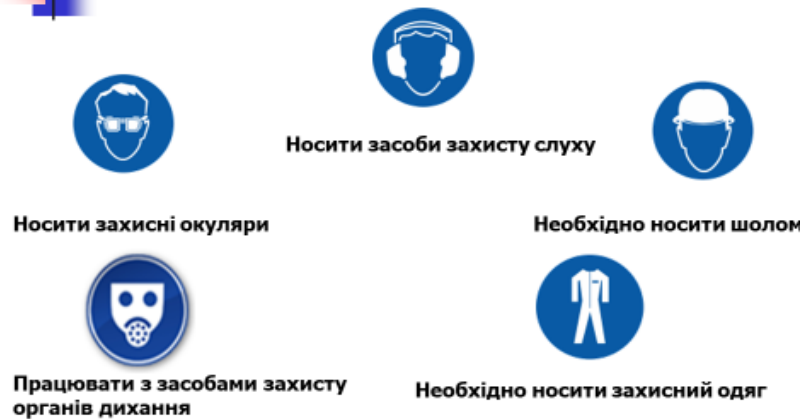 Носити засоби захисту слуху
Носити захисні окуляри
Необхідно носити шолом
Працювати з засобами захисту
органів дихання
Необхідно носити захисний одяг